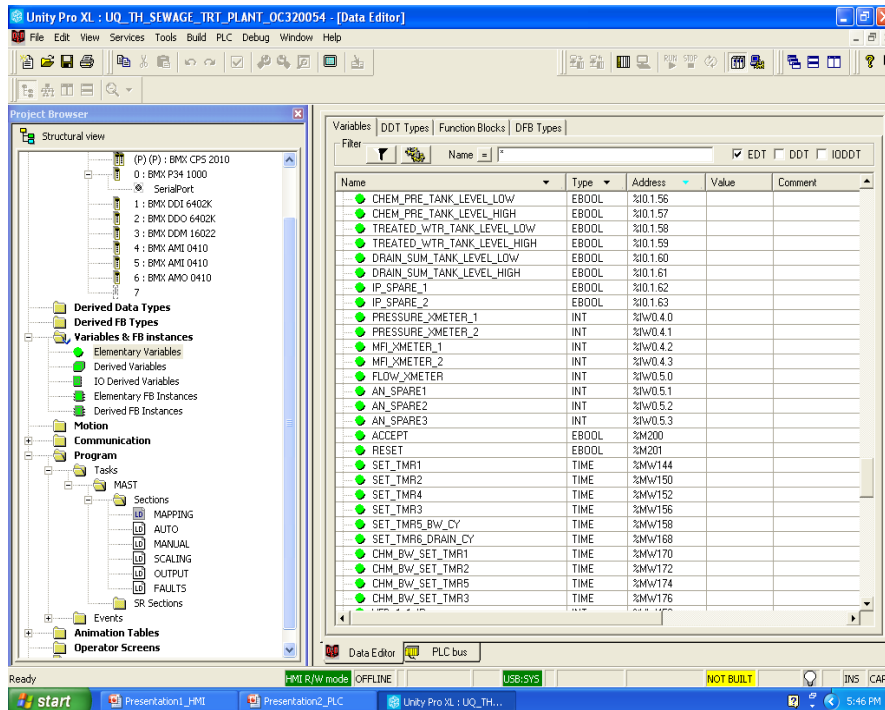 Unity Pro XL : UQ_TH_SEWAGE_TRT_PLANT_OC320054 - [Data Editor]
File Edit View Services Tools Build PLC Debug Window Help
RUN STOP
Project Browser
Structural view
(P) (P) : BMX CPS 2010
0 : BMX P34 1000
SerialPort
1 : BMX DDI 6402K
2 : BMX DDO 6402K
3 : BMX DDM 16022
4 : BMX AMI 0410
5 : BMX AMI 0410
6 : BMX AMO 0410
7
Derived Data Types
Derived FB Types
Variables & FB instances
Elementary Variables
Derived Variables
IO Derived Variables
Elementary FB Instances
Derived FB Instances
Motion
Communication
Program
Tasks
MAST
Sections
LD MAPPING
LD AUTO
LD MANUAL
LD SCALING
LD OUTPUT
LD FAULTS
SR Sections
Events
Animation Tables
Operator Screens
Variables DDT Types Function Blocks DFB Types
Filter
Name = * EDT DDT IODDT
Name Type Address Value Comment
CHEM_PRE_TANK_LEVEL_LOW EBOOL %I0.1.56
CHEM_PRE_TANK_LEVEL_HIGH EBOOL %I0.1.57
TREATED_WTR_TANK_LEVEL_LOW EBOOL %I0.1.58
TREATED_WTR_TANK_LEVEL_HIGH EBOOL %I0.1.59
DRAIN_SUM_TANK_LEVEL_LOW EBOOL %I0.1.60
DRAIN_SUM_TANK_LEVEL_HIGH EBOOL %I0.1.61
IP_SPARE_1 EBOOL %I0.1.62
IP_SPARE_2 EBOOL %I0.1.63
PRESSURE_XMETER_1 INT %IW0.4.0
PRESSURE_XMETER_2 INT %IW0.4.1
MFI_XMETER_1 INT %IW0.4.2
MFI_XMETER_2 INT %IW0.4.3
FLOW_XMETER INT %IW0.5.0
AN_SPARE1 INT %IW0.5.1
AN_SPARE2 INT %IW0.5.2
AN_SPARE3 INT %IW0.5.3
ACCEPT EBOOL %M200
RESET EBOOL %M201
SET_TMR1 TIME %MW144
SET_TMR2 TIME %MW150
SET_TMR4 TIME %MW152
SET_TMR3 TIME %MW156
SET_TMR5_BW_CY TIME %MW158
SET_TMR6_DRAIN_CY TIME %MW168
CHM_BW_SET_TMR1 TIME %MW170
CHM_BW_SET_TMR2 TIME %MW172
CHM_BW_SET_TMR5 TIME %MW174
CHM_BW_SET_TMR3 TIME %MW176
Data Editor PLC bus
Ready HMI R/W mode OFFLINE USB:SYS NOT BUILT INS CAP
start Presentation1_HMI Presentation2_PLC Unity Pro XL : UQ_TH... 5:46 PM